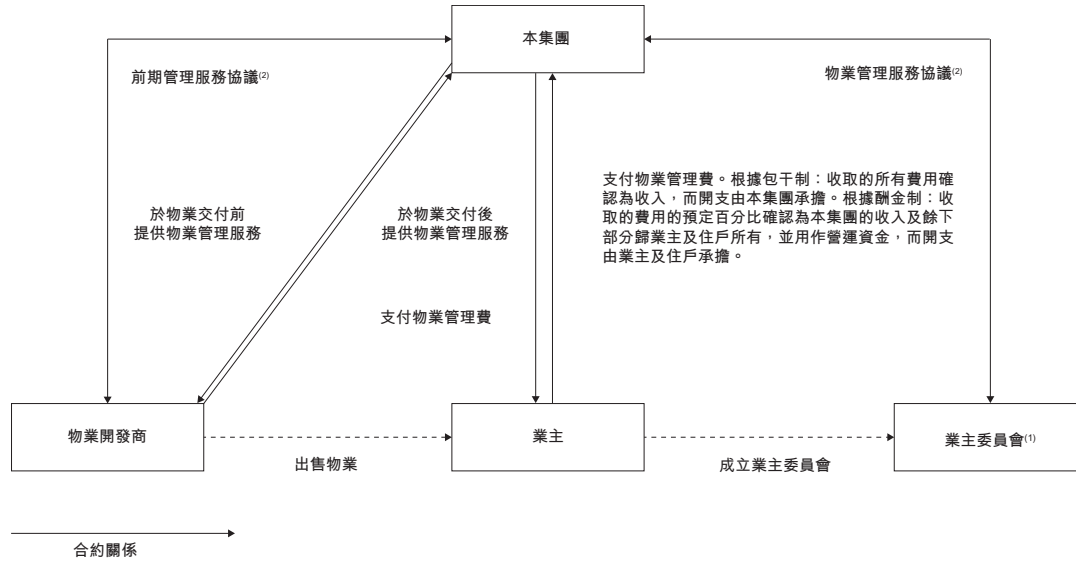 本集團
前期管理服務協議(2)
物業管理服務協議(2)
支付物業管理費。根據包干制：收取的所有費用確
認為收入，而開支由本集團承擔。根據酬金制：收
取的費用的預定百分比確認為本集團的收入及餘下
部分歸業主及住戶所有，並用作營運資金，而開支
由業主及住戶承擔。
於物業交付前
提供物業管理服務
於物業交付後
提供物業管理服務
支付物業管理費
物業開發商
業主
業主委員會(1)
出售物業
成立業主委員會
合約關係